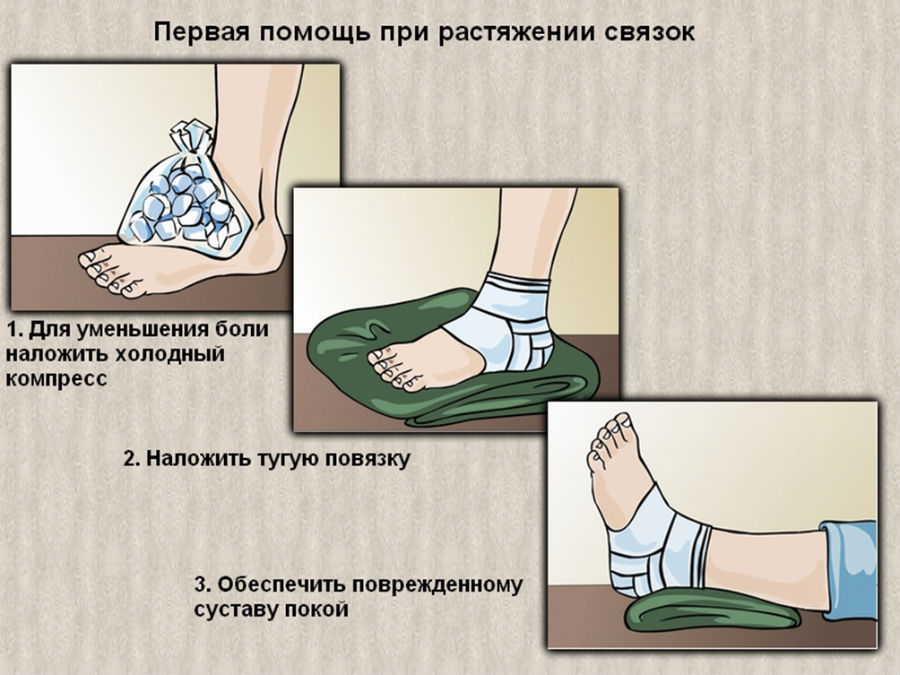 Первая помощь при растяжении связок
1. Для уменьшения боли
наложить холодный
компресс
2. Наложить тугую повязку
3. Обеспечить поврежденному
суставу покой